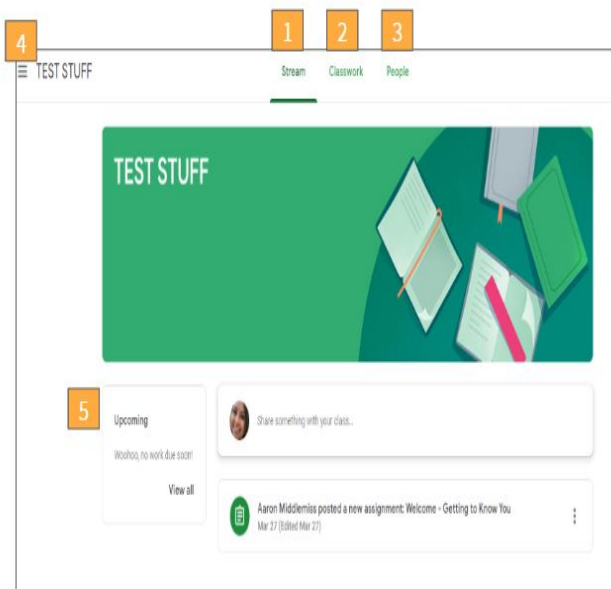 1 2 3
4
TEST STUFF Stream Classwork People
TEST STUFF
5
Upcoming
Woohoo, no work due soon!
View all
Share something with your class...
Aaron Middlemiss posted a new assignment: Welcome - Getting to Know You
Mar 27 (Edited Mar 27)